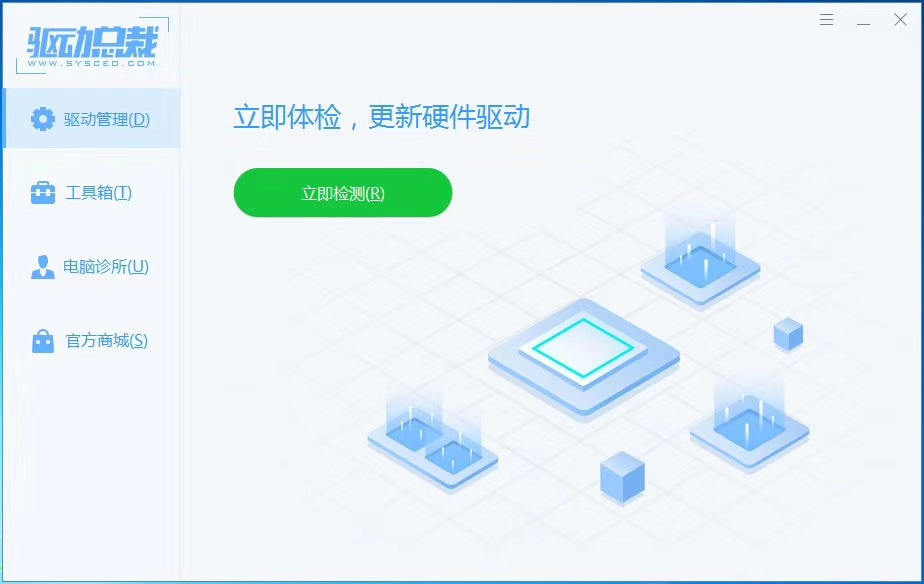 驱动总裁
WWW.SYSCEO.COM
驱动管理(D)
工具箱(T)
电脑诊所(U)
官方商城(S)
立即体检，更新硬件驱动
立即检测(R)